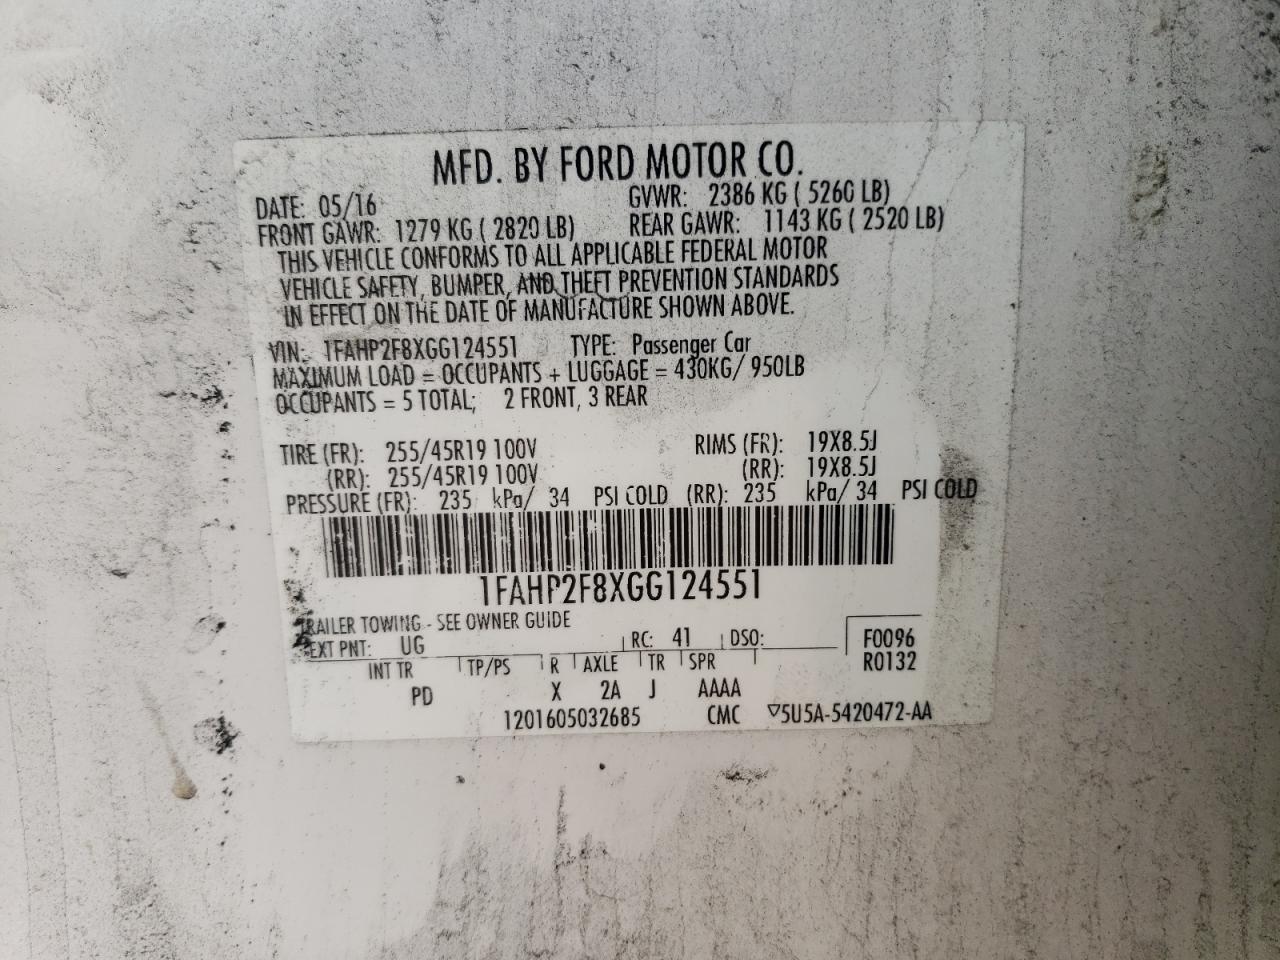 MFD. BY FORD MOTOR CO.
DATE: 05/16 GVWR: 2386 KG ( 5260 LB)
FRONT GAWR: 1279 KG ( 2820 LB) REAR GAWR: 1143 KG ( 2520 LB)
THIS VEHICLE CONFORMS TO ALL APPLICABLE FEDERAL MOTOR
VEHICLE SAFETY, BUMPER, AND THEFT PREVENTION STANDARDS
IN EFFECT ON THE DATE OF MANUFACTURE SHOWN ABOVE.
VIN: 1FAHP2F8XGG124551 TYPE: Passenger Car
MAXIMUM LOAD = OCCUPANTS + LUGGAGE = 430KG/ 950LB
OCCUPANTS = 5 TOTAL; 2 FRONT, 3 REAR
TIRE (FR): 255/45R19 100V RIMS (FR): 19X8.5J
(RR): 255/45R19 100V (RR): 19X8.5J
PRESSURE (FR): 235 kPa/ 34 PSI COLD (RR): 235 kPa/ 34 PSI COLD
1FAHP2F8XGG124551
TRAILER TOWING - SEE OWNER GUIDE
EXT PNT: UG RC: 41 DSO: F0096
INT TR TP/PS R AXLE TR SPR R0132
PD X 2A J AAAA
1201605032685 CMC ▽5U5A-5420472-AA